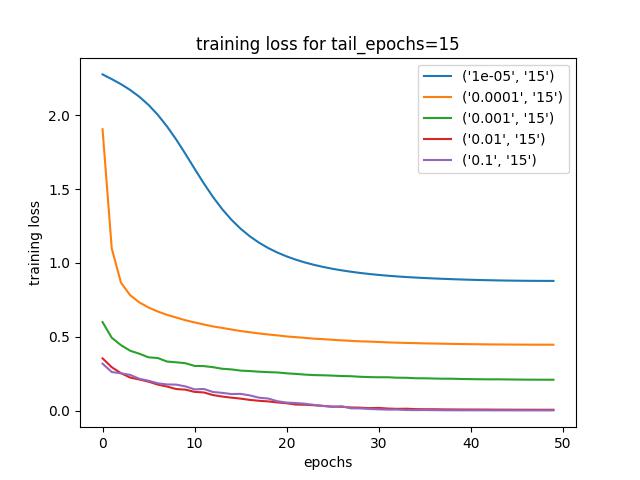 training loss for tail_epochs=15
('1e-05', '15')
('0.0001', '15')
('0.001', '15')
('0.01', '15')
('0.1', '15')
training loss
2.0
1.5
1.0
0.5
0.0
0 10 20 30 40 50
epochs